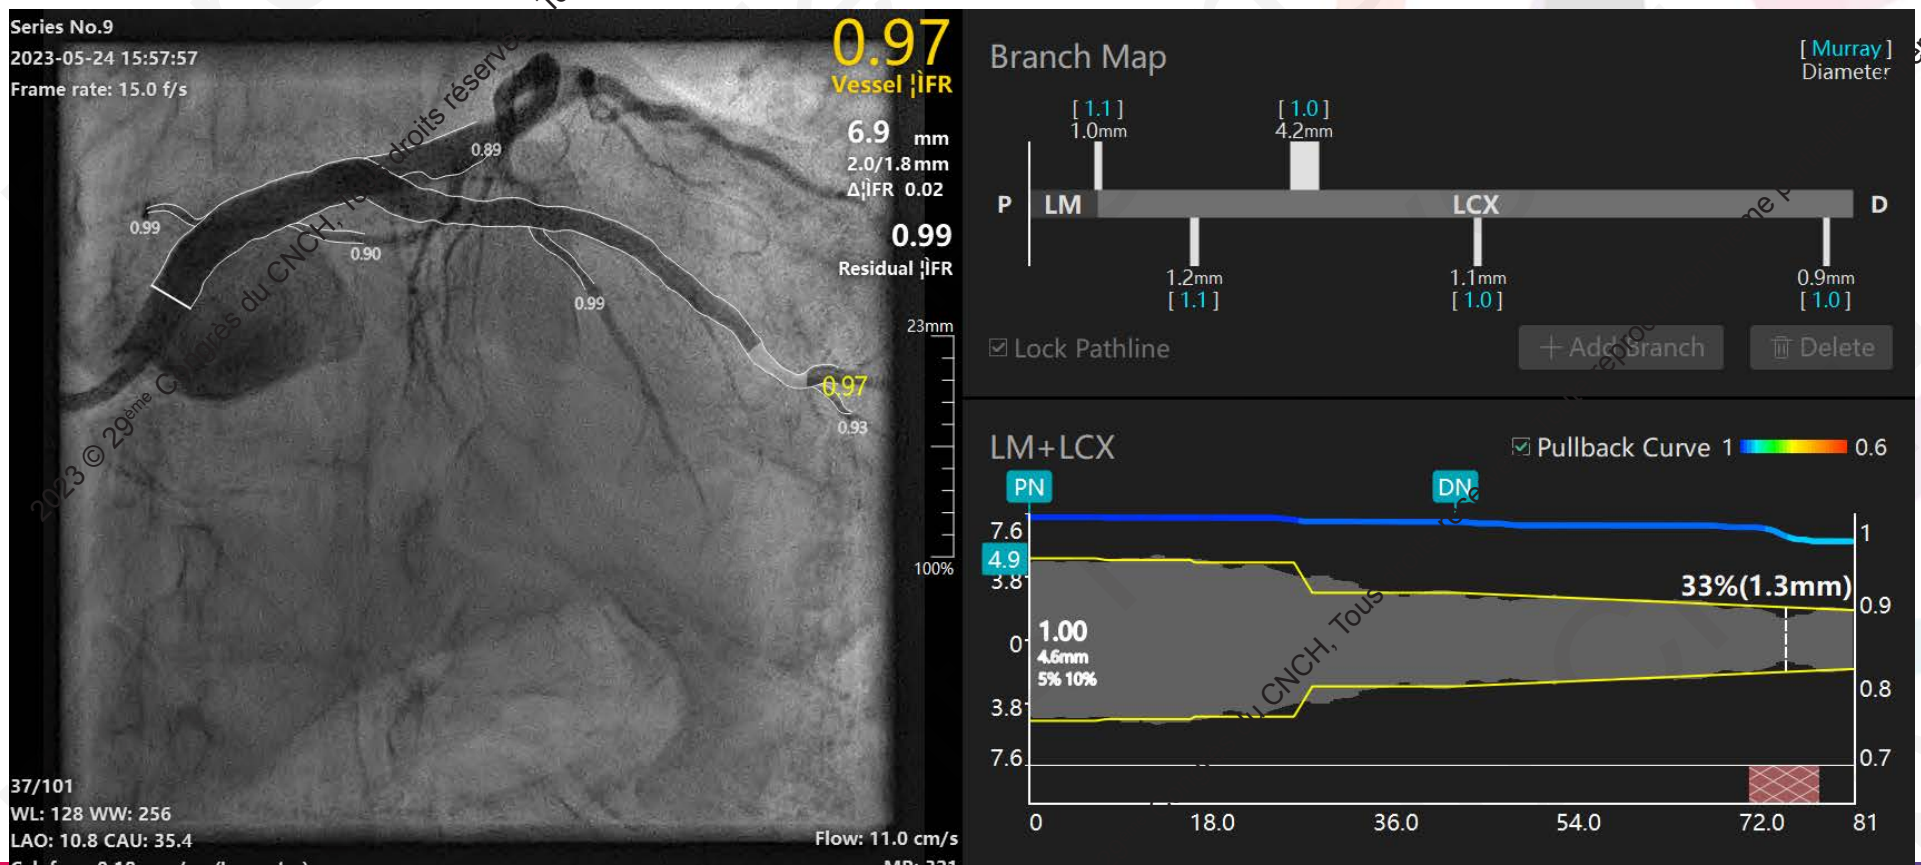 Series No.9
2023-05-24 15:57:57
Frame rate: 15.0 f/s
0.97
Vessel ¦ÌFR
6.9 mm
2.0/1.8mm
Δ¦ÌFR 0.02
0.99
Residual ¦ÌFR
0.89
0.99
0.90
0.99
0.97
0.93
23mm
100%
37/101
WL: 128 WW: 256
LAO: 10.8 CAU: 35.4
Flow: 11.0 cm/s
2023 © 29ème Congrès du CNCH, Tous droits réservés
Branch Map
[ Murray ]
Diameter
[ 1.1 ]
1.0mm
[ 1.0 ]
4.2mm
P LM LCX D
1.2mm
[ 1.1 ]
1.1mm
[ 1.0 ]
0.9mm
[ 1.0 ]
Lock Pathline
+ Add Branch
Delete
LM+LCX
Pullback Curve 1 0.6
PN
DN
7.6
4.9
3.8
0
3.8
7.6
1
0.9
0.8
0.7
33%(1.3mm)
1.00
4.6mm
5% 10%
0 18.0 36.0 54.0 72.0 81
du CNCH, Tous